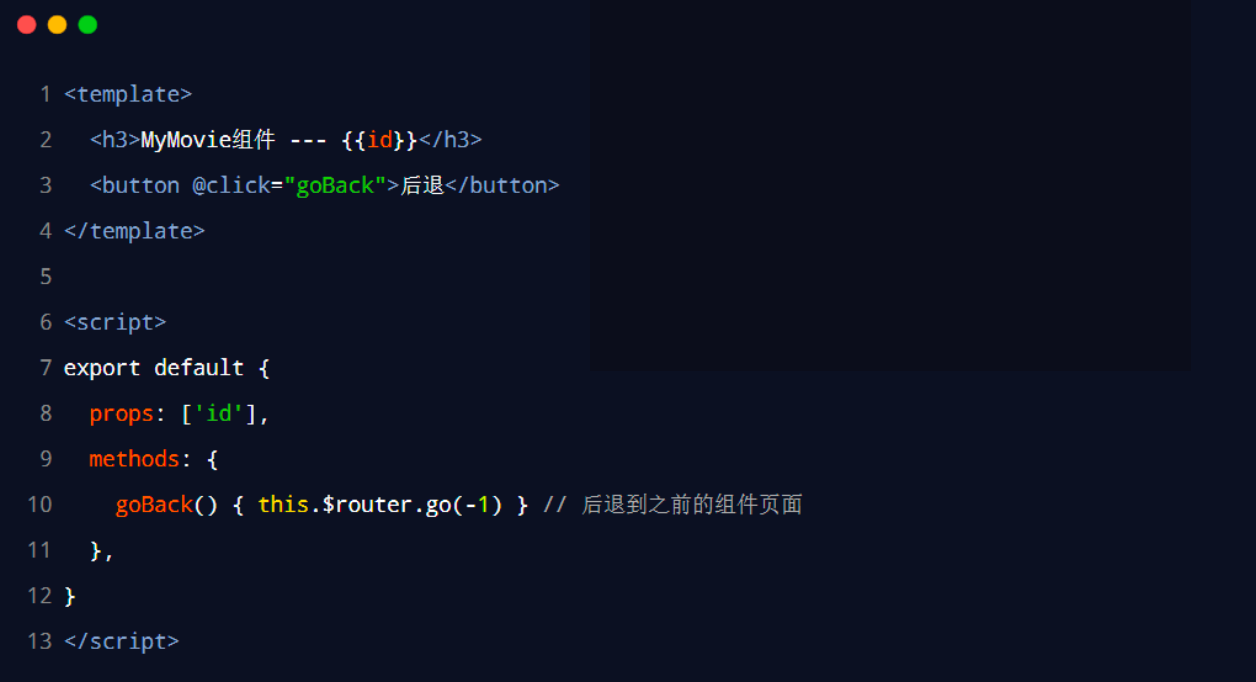 1 <template>
2   <h3>MyMovie组件 --- {{id}}</h3>
3   <button @click="goBack">后退</button>
4 </template>
5
6 <script>
7 export default {
8   props: ['id'],
9   methods: {
10     goBack() { this.$router.go(-1) } // 后退到之前的组件页面
11   },
12 }
13 </script>